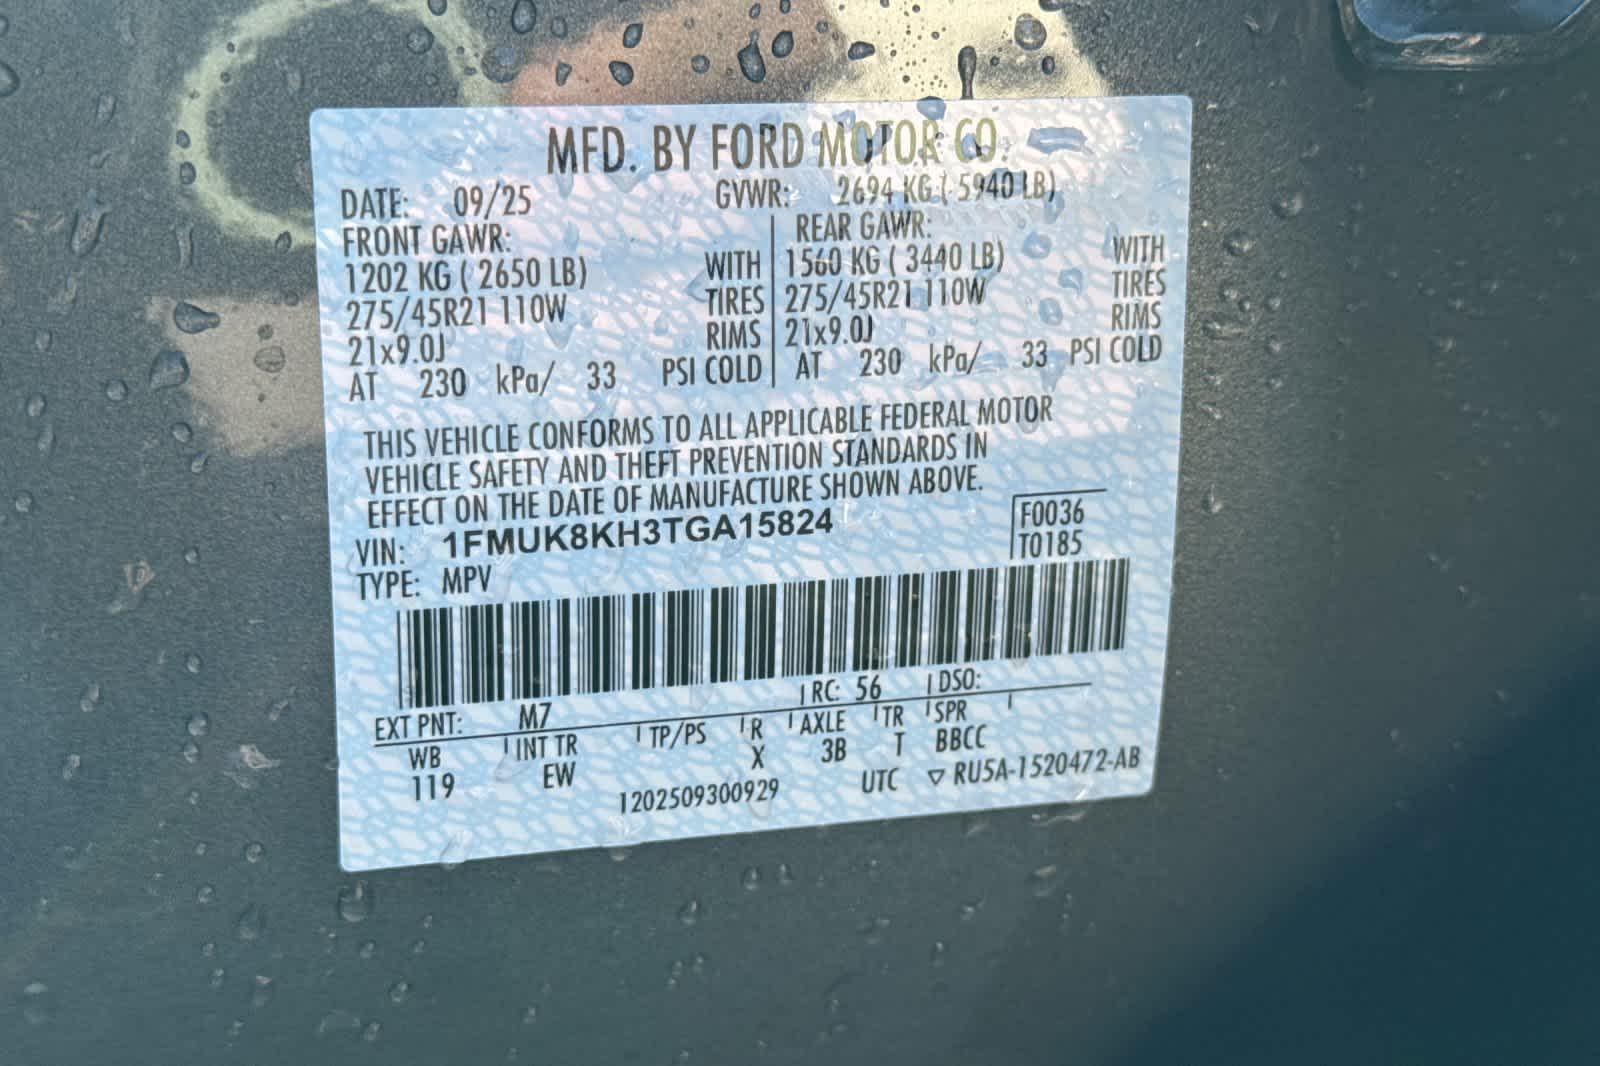 MFD. BY FORD MOTOR CO.
DATE: 09/25 GVWR: 2694 KG ( 5940 LB)
FRONT GAWR: REAR GAWR:
1202 KG ( 2650 LB) WITH 1560 KG ( 3440 LB) WITH
275/45R21 110W TIRES 275/45R21 110W TIRES
21x9.0J RIMS 21x9.0J RIMS
AT 230 kPa/ 33 PSI COLD AT 230 kPa/ 33 PSI COLD
THIS VEHICLE CONFORMS TO ALL APPLICABLE FEDERAL MOTOR
VEHICLE SAFETY AND THEFT PREVENTION STANDARDS IN
EFFECT ON THE DATE OF MANUFACTURE SHOWN ABOVE.
VIN: 1FMUK8KH3TGA15824 F0036
TYPE: MPV T0185
EXT PNT: M7 RC: 56 DSO:
WB INT TR TP/PS R AXLE TR SPR
119 EW X 3B T BBCC
1202509300929 UTC ▽ RU5A-1520472-AB